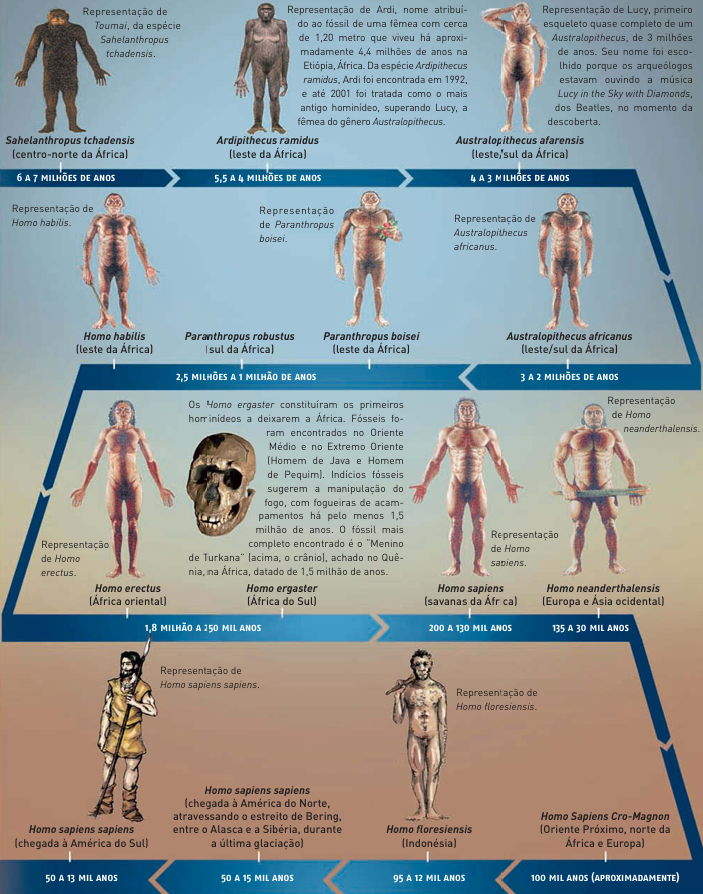 Representação de
Toumai, da espécie
Sahelanthropus
tchadensis.
Sahelanthropus tchadensis
(centro-norte da África)
6 A 7 MILHÕES DE ANOS
Representação de Ardi, nome atribuí-
do ao fóssil de uma fêmea com cerca
de 1,20 metro que viveu há aproxi-
madamente 4,4 milhões de anos na
Etiópia, África. Da espécie Ardipithecus
ramidus, Ardi foi encontrada em 1992,
e até 2001 foi tratada como o mais
antigo hominídeo, superando Lucy, a
fêmea do gênero Australopithecus.
Ardipithecus ramidus
(leste da África)
5,5 A 4 MILHÕES DE ANOS
Representação de Lucy, primeiro
esqueleto quase completo de um
Australopithecus, de 3 milhões
de anos. Seu nome foi esco-
lhido porque os arqueólogos
estavam ouvindo a música
Lucy in the Sky with Diamonds,
dos Beatles, no momento da
descoberta.
Australopithecus afarensis
(leste/sul da África)
4 A 3 MILHÕES DE ANOS
Representação de
Homo habilis.
Homo habilis
(leste da África)
Paranthropus robustus
(sul da África)
Representação
de Paranthropus
boisei.
Paranthropus boisei
(leste da África)
Representação de
Australopithecus
africanus.
Australopithecus africanus
(leste/sul da África)
2,5 MILHÕES A 1 MILHÃO DE ANOS
3 A 2 MILHÕES DE ANOS
Representação
de Homo
erectus.
Homo erectus
(África oriental)
Os Homo ergaster constituíram os primeiros
hominídeos a deixarem a África. Fósseis fo-
ram encontrados no Oriente
Médio e no Extremo Oriente
(Homem de Java e Homem
de Pequim). Indícios fósseis
sugerem a manipulação do
fogo, com fogueiras de acam-
pamentos há pelo menos 1,5
milhão de anos. O fóssil mais
completo encontrado é o "Menino
de Turkana" (acima, o crânio), achado no Quê-
nia, na África, datado de 1,5 milhão de anos.
Homo ergaster
(África do Sul)
Representação
de Homo
sapiens.
Homo sapiens
(savanas da África)
Representação
de Homo
neanderthalensis.
Homo neanderthalensis
(Europa e Ásia ocidental)
1,8 MILHÃO A 250 MIL ANOS
200 A 130 MIL ANOS
135 A 30 MIL ANOS
Representação de
Homo sapiens sapiens.
Homo sapiens sapiens
(chegada à América do Sul)
Homo sapiens sapiens
(chegada à América do Norte,
atravessando o estreito de Bering,
entre o Alasca e a Sibéria, durante
a última glaciação)
Representação de
Homo floresiensis.
Homo floresiensis
(Indonésia)
Homo Sapiens Cro-Magnon
(Oriente Próximo, norte da
África e Europa)
50 A 13 MIL ANOS
50 A 15 MIL ANOS
95 A 12 MIL ANOS
100 MIL ANOS (APROXIMADAMENTE)